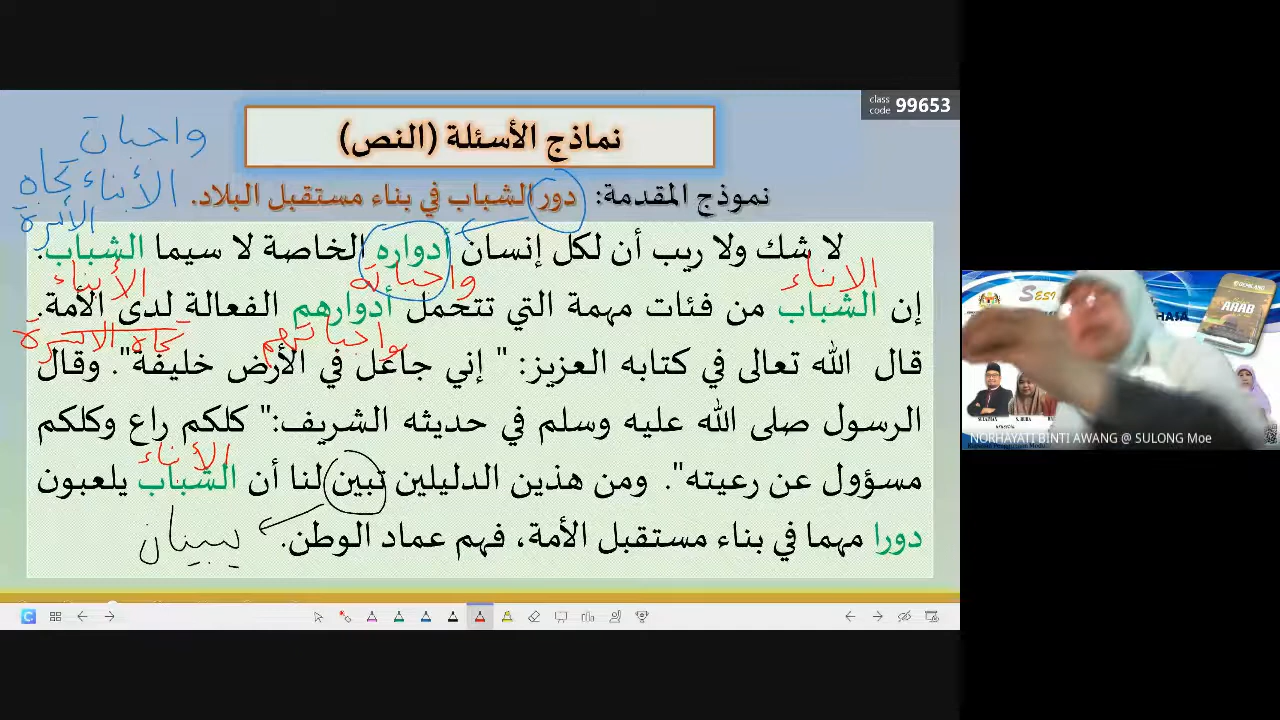 class
code 99653
نماذج الأسئلة (النص)
واجبات
الأبناء تجاه
الأسرة
نموذج المقدمة: دور الشباب في بناء مستقبل البلاد.
لا شك ولا ريب أن لكل إنسان أدواره الخاصة لا سيما الشباب.
الأبناء واجباته الأبناء
إن الشباب من فئات مهمة التي تتحمل أدوارهم الفعالة لدى الأمة.
واجباتهم تجاه الأسرة
قال الله تعالى في كتابه العزيز: " إني جاعل في الأرض خليفة". وقال
الرسول صلى الله عليه وسلم في حديثه الشريف:" كلكم راع وكلكم
الأبناء
مسؤول عن رعيته". ومن هذين الدليلين تبين لنا أن الشباب يلعبون
دورا مهما في بناء مستقبل الأمة، فهم عماد الوطن.
يبينان
ARAB
NORHAYATI BINTI AWANG @ SULONG Moe